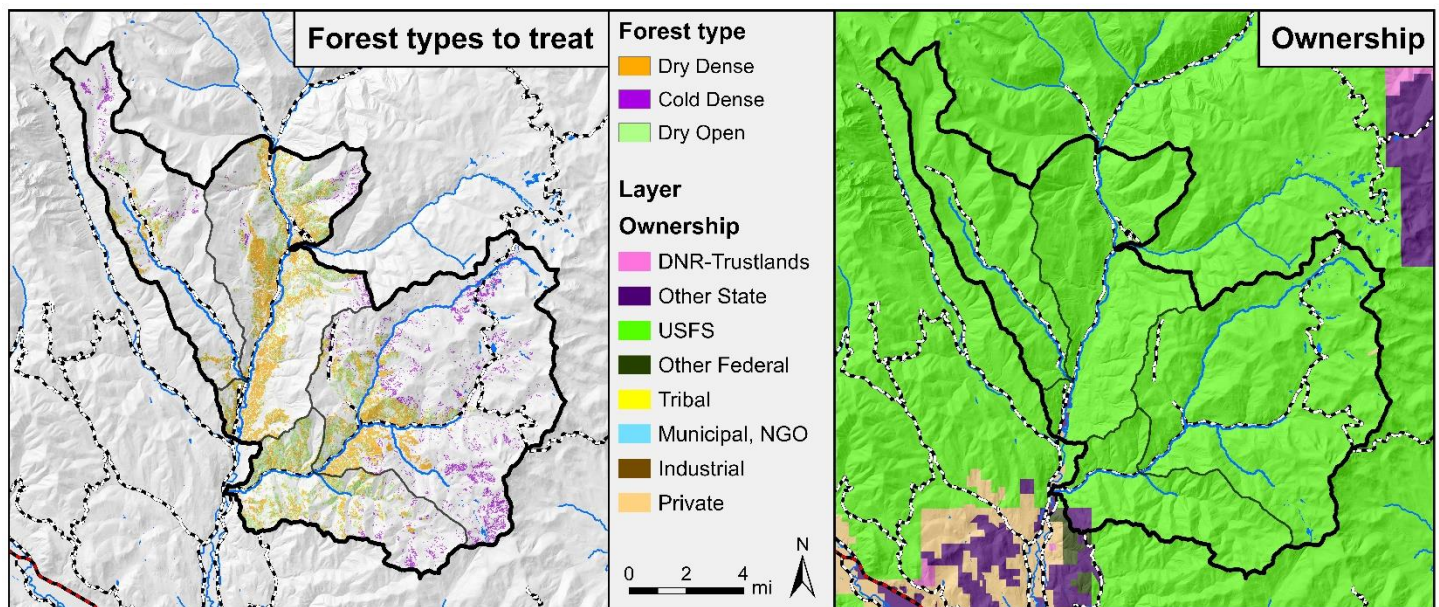 Forest types to treat
Forest type
Dry Dense
Cold Dense
Dry Open
Layer
Ownership
DNR-Trustlands
Other State
USFS
Other Federal
Tribal
Municipal, NGO
Industrial
Private
N
0 2 4
mi
Ownership